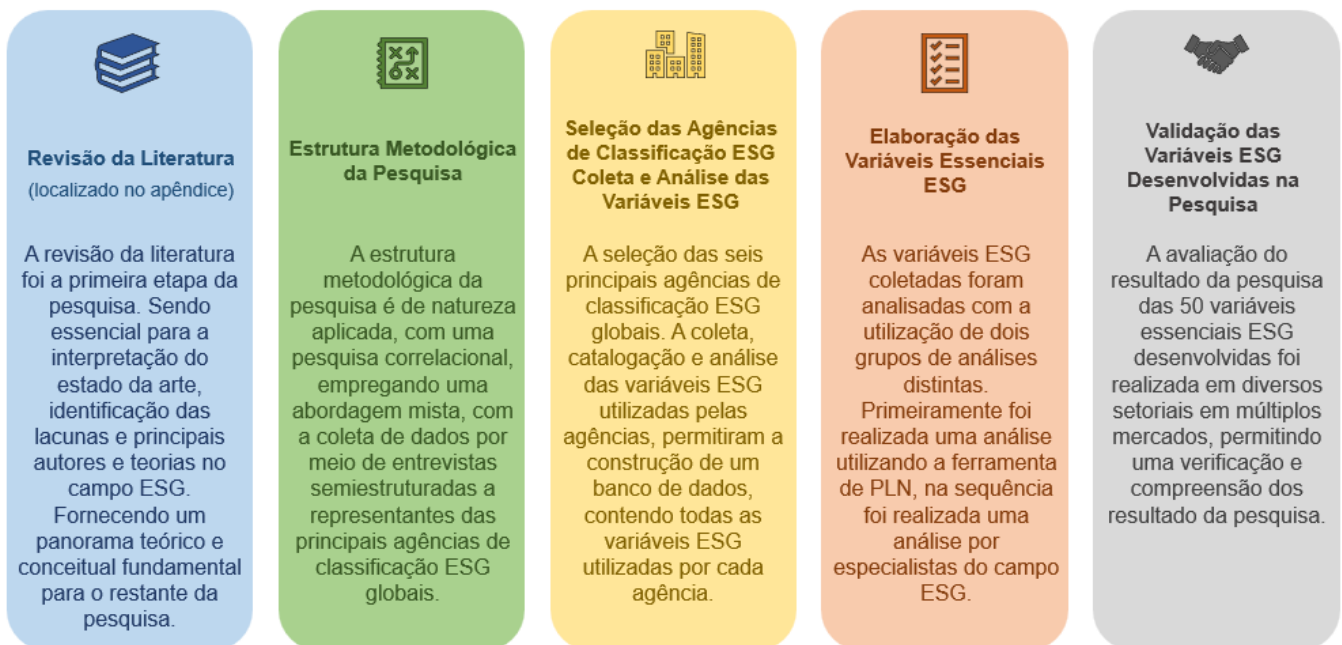 Revisão da Literatura
(localizado no apêndice)
A revisão da literatura
foi a primeira etapa da
pesquisa. Sendo
essencial para a
interpretação do
estado da arte,
identificação das
lacunas e principais
autores e teorias no
campo ESG.
Fornecendo um
panorama teórico e
conceitual fundamental
para o restante da
pesquisa.
Estrutura Metodológica
da Pesquisa
A estrutura
metodológica da
pesquisa é de natureza
aplicada, com uma
pesquisa correlacional,
empregando uma
abordagem mista, com
a coleta de dados por
meio de entrevistas
semiestruturadas a
representantes das
principais agências de
classificação ESG
globais.
Seleção das Agências
de Classificação ESG
Coleta e Análise das
Variáveis ESG
A seleção das seis
principais agências de
classificação ESG
globais. A coleta,
catalogação e análise
das variáveis ESG
utilizadas pelas
agências, permitiram a
construção de um
banco de dados,
contendo todas as
variáveis ESG
utilizadas por cada
agência.
Elaboração das
Variáveis Essenciais
ESG
As variáveis ESG
coletadas foram
analisadas com a
utilização de dois
grupos de análises
distintas.
Primeiramente foi
realizada uma análise
utilizando a ferramenta
de PLN, na sequência
foi realizada uma
análise por
especialistas do campo
ESG.
Validação das
Variáveis ESG
Desenvolvidas na
Pesquisa
A avaliação do
resultado da pesquisa
das 50 variáveis
essenciais ESG
desenvolvidas foi
realizada em diversos
setoriais em múltiplos
mercados, permitindo
uma verificação e
compreensão dos
resultado da pesquisa.